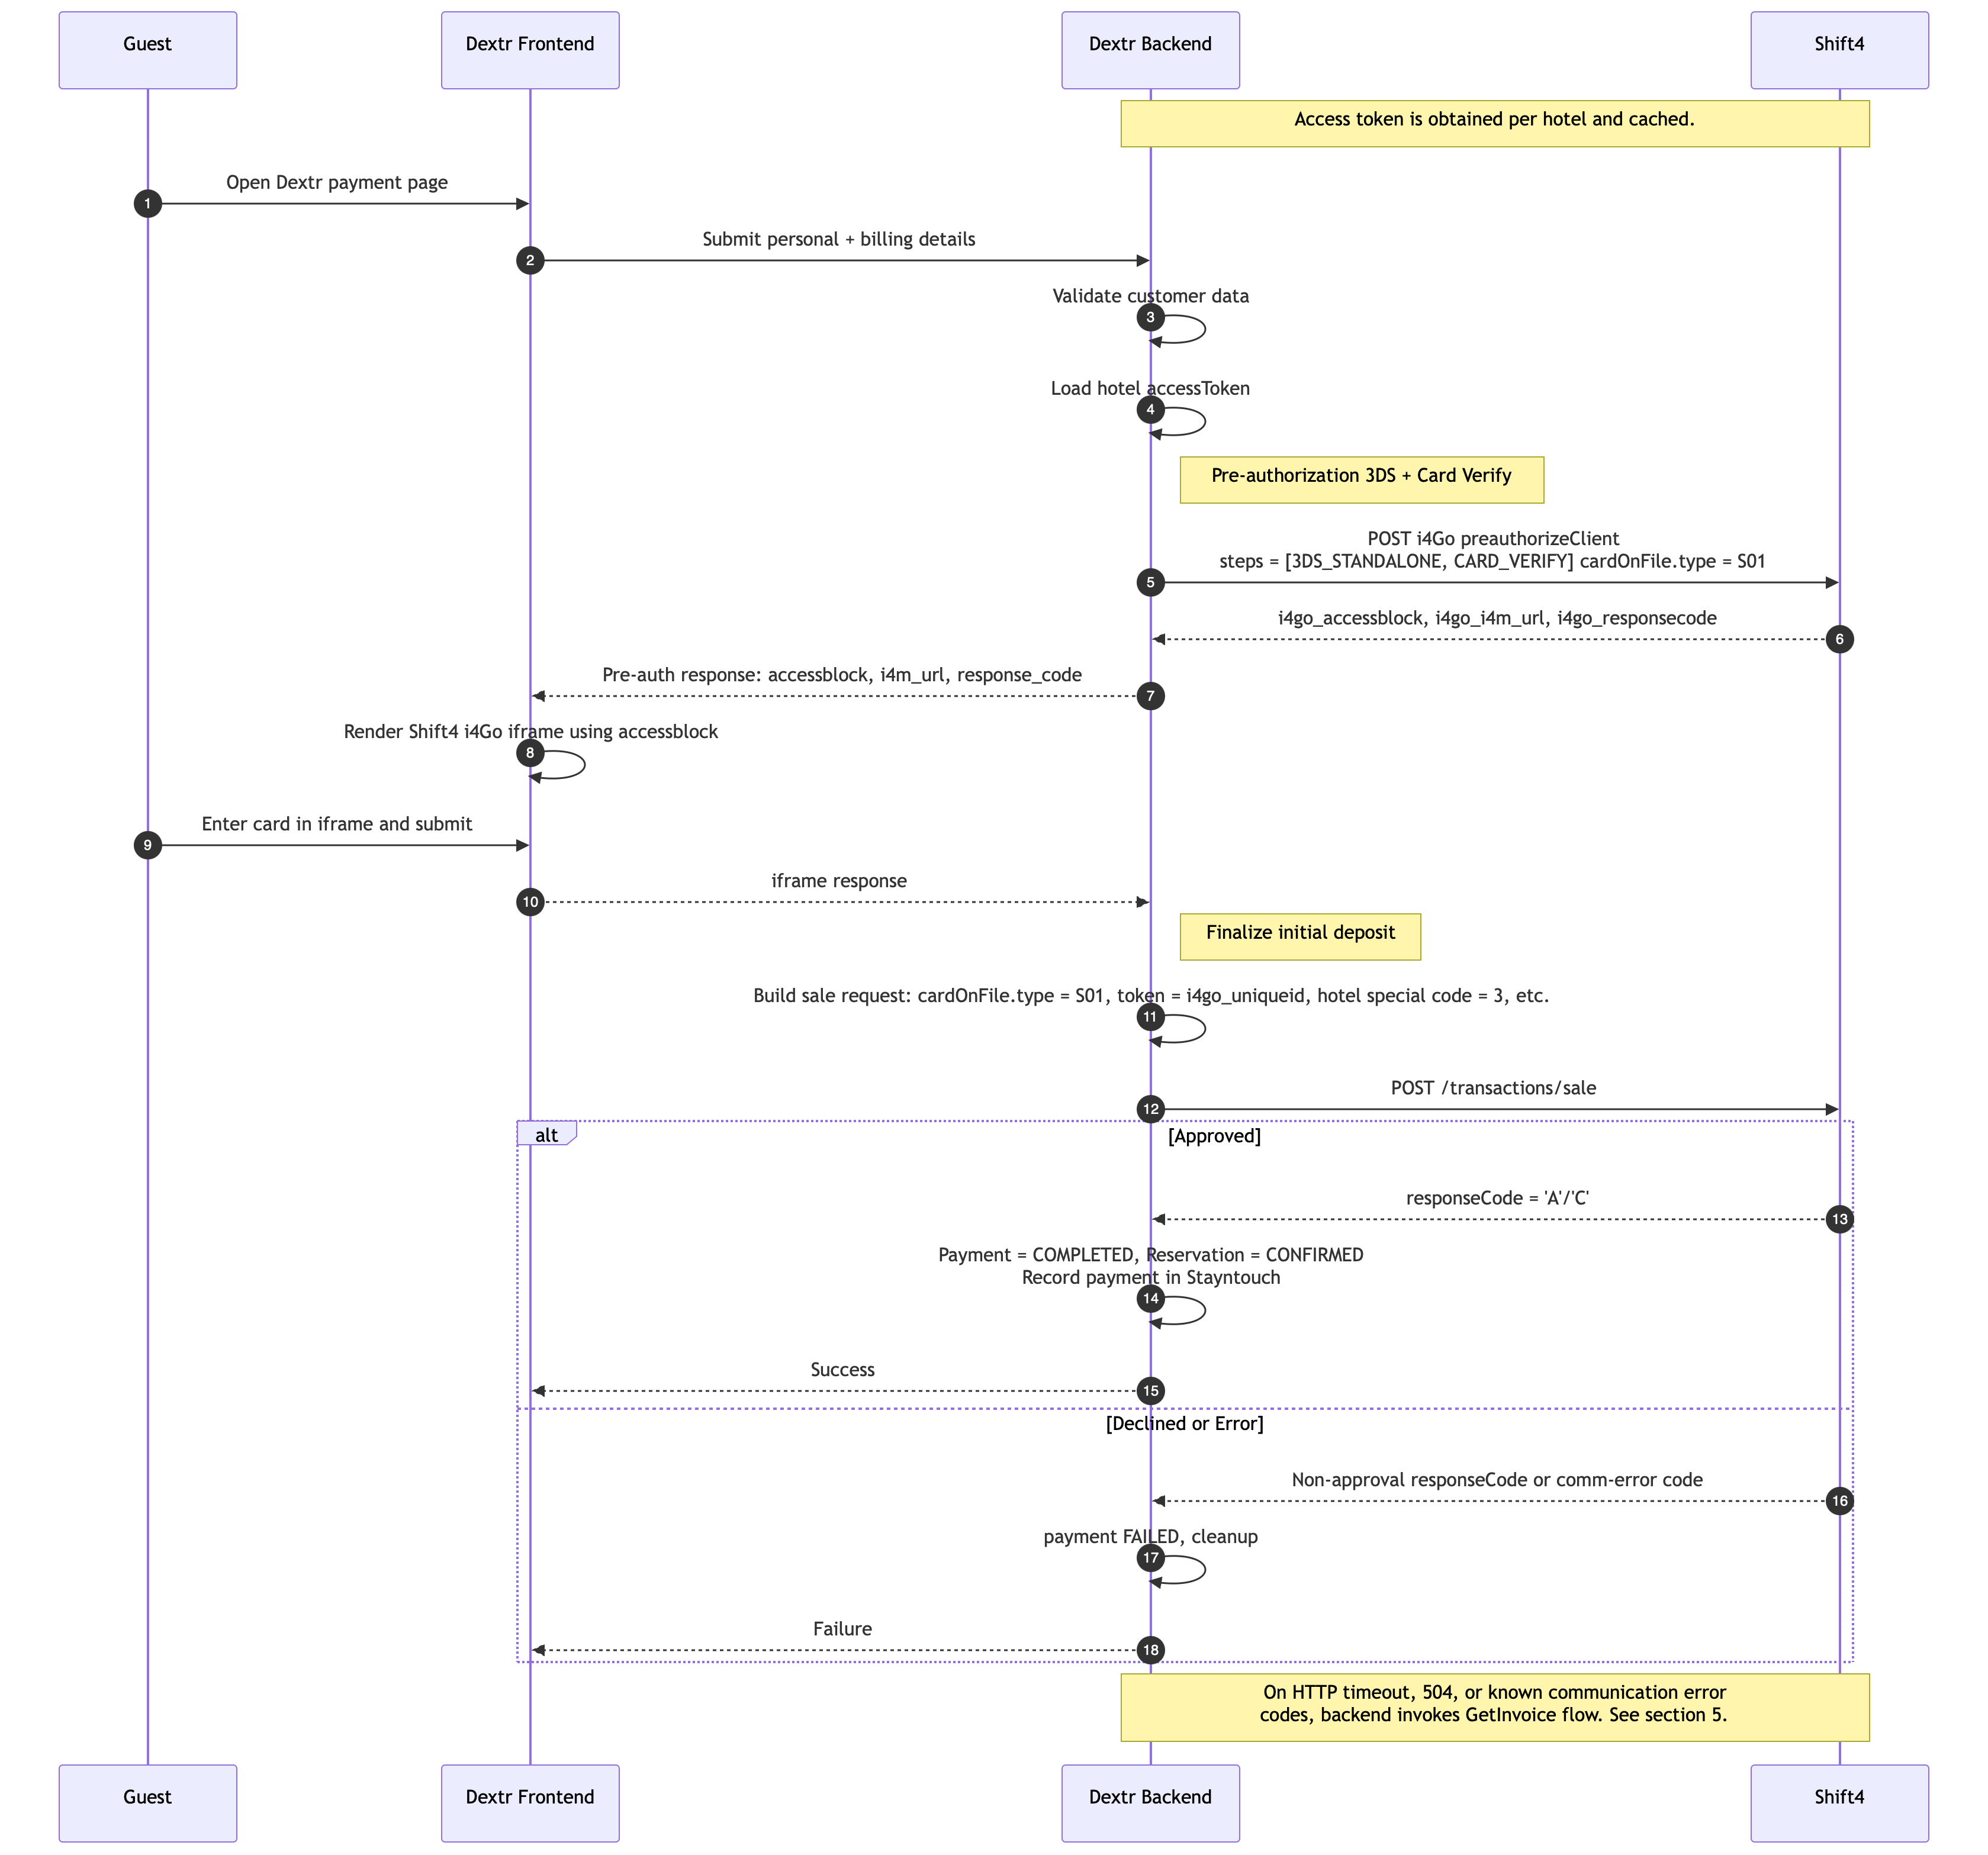 Guest
Dextr Frontend
Dextr Backend
Shift4
Access token is obtained per hotel and cached.
1
Open Dextr payment page
2
Submit personal + billing details
Validate customer data
3
Load hotel accessToken
4
Pre-authorization 3DS + Card Verify
POST i4Go preauthorizeClient
steps = [3DS_STANDALONE, CARD_VERIFY] cardOnFile.type = S01
5
i4go_accessblock, i4go_i4m_url, i4go_responsecode
6
Pre-auth response: accessblock, i4m_url, response_code
7
Render Shift4 i4Go iframe using accessblock
8
Enter card in iframe and submit
9
iframe response
10
Finalize initial deposit
Build sale request: cardOnFile.type = S01, token = i4go_uniqueid, hotel special code = 3, etc.
11
POST /transactions/sale
12
alt
[Approved]
responseCode = 'A'/'C'
13
Payment = COMPLETED, Reservation = CONFIRMED
Record payment in Stayntouch
14
Success
15
[Declined or Error]
Non-approval responseCode or comm-error code
16
payment FAILED, cleanup
17
Failure
18
On HTTP timeout, 504, or known communication error
codes, backend invokes GetInvoice flow. See section 5.
Guest
Dextr Frontend
Dextr Backend
Shift4